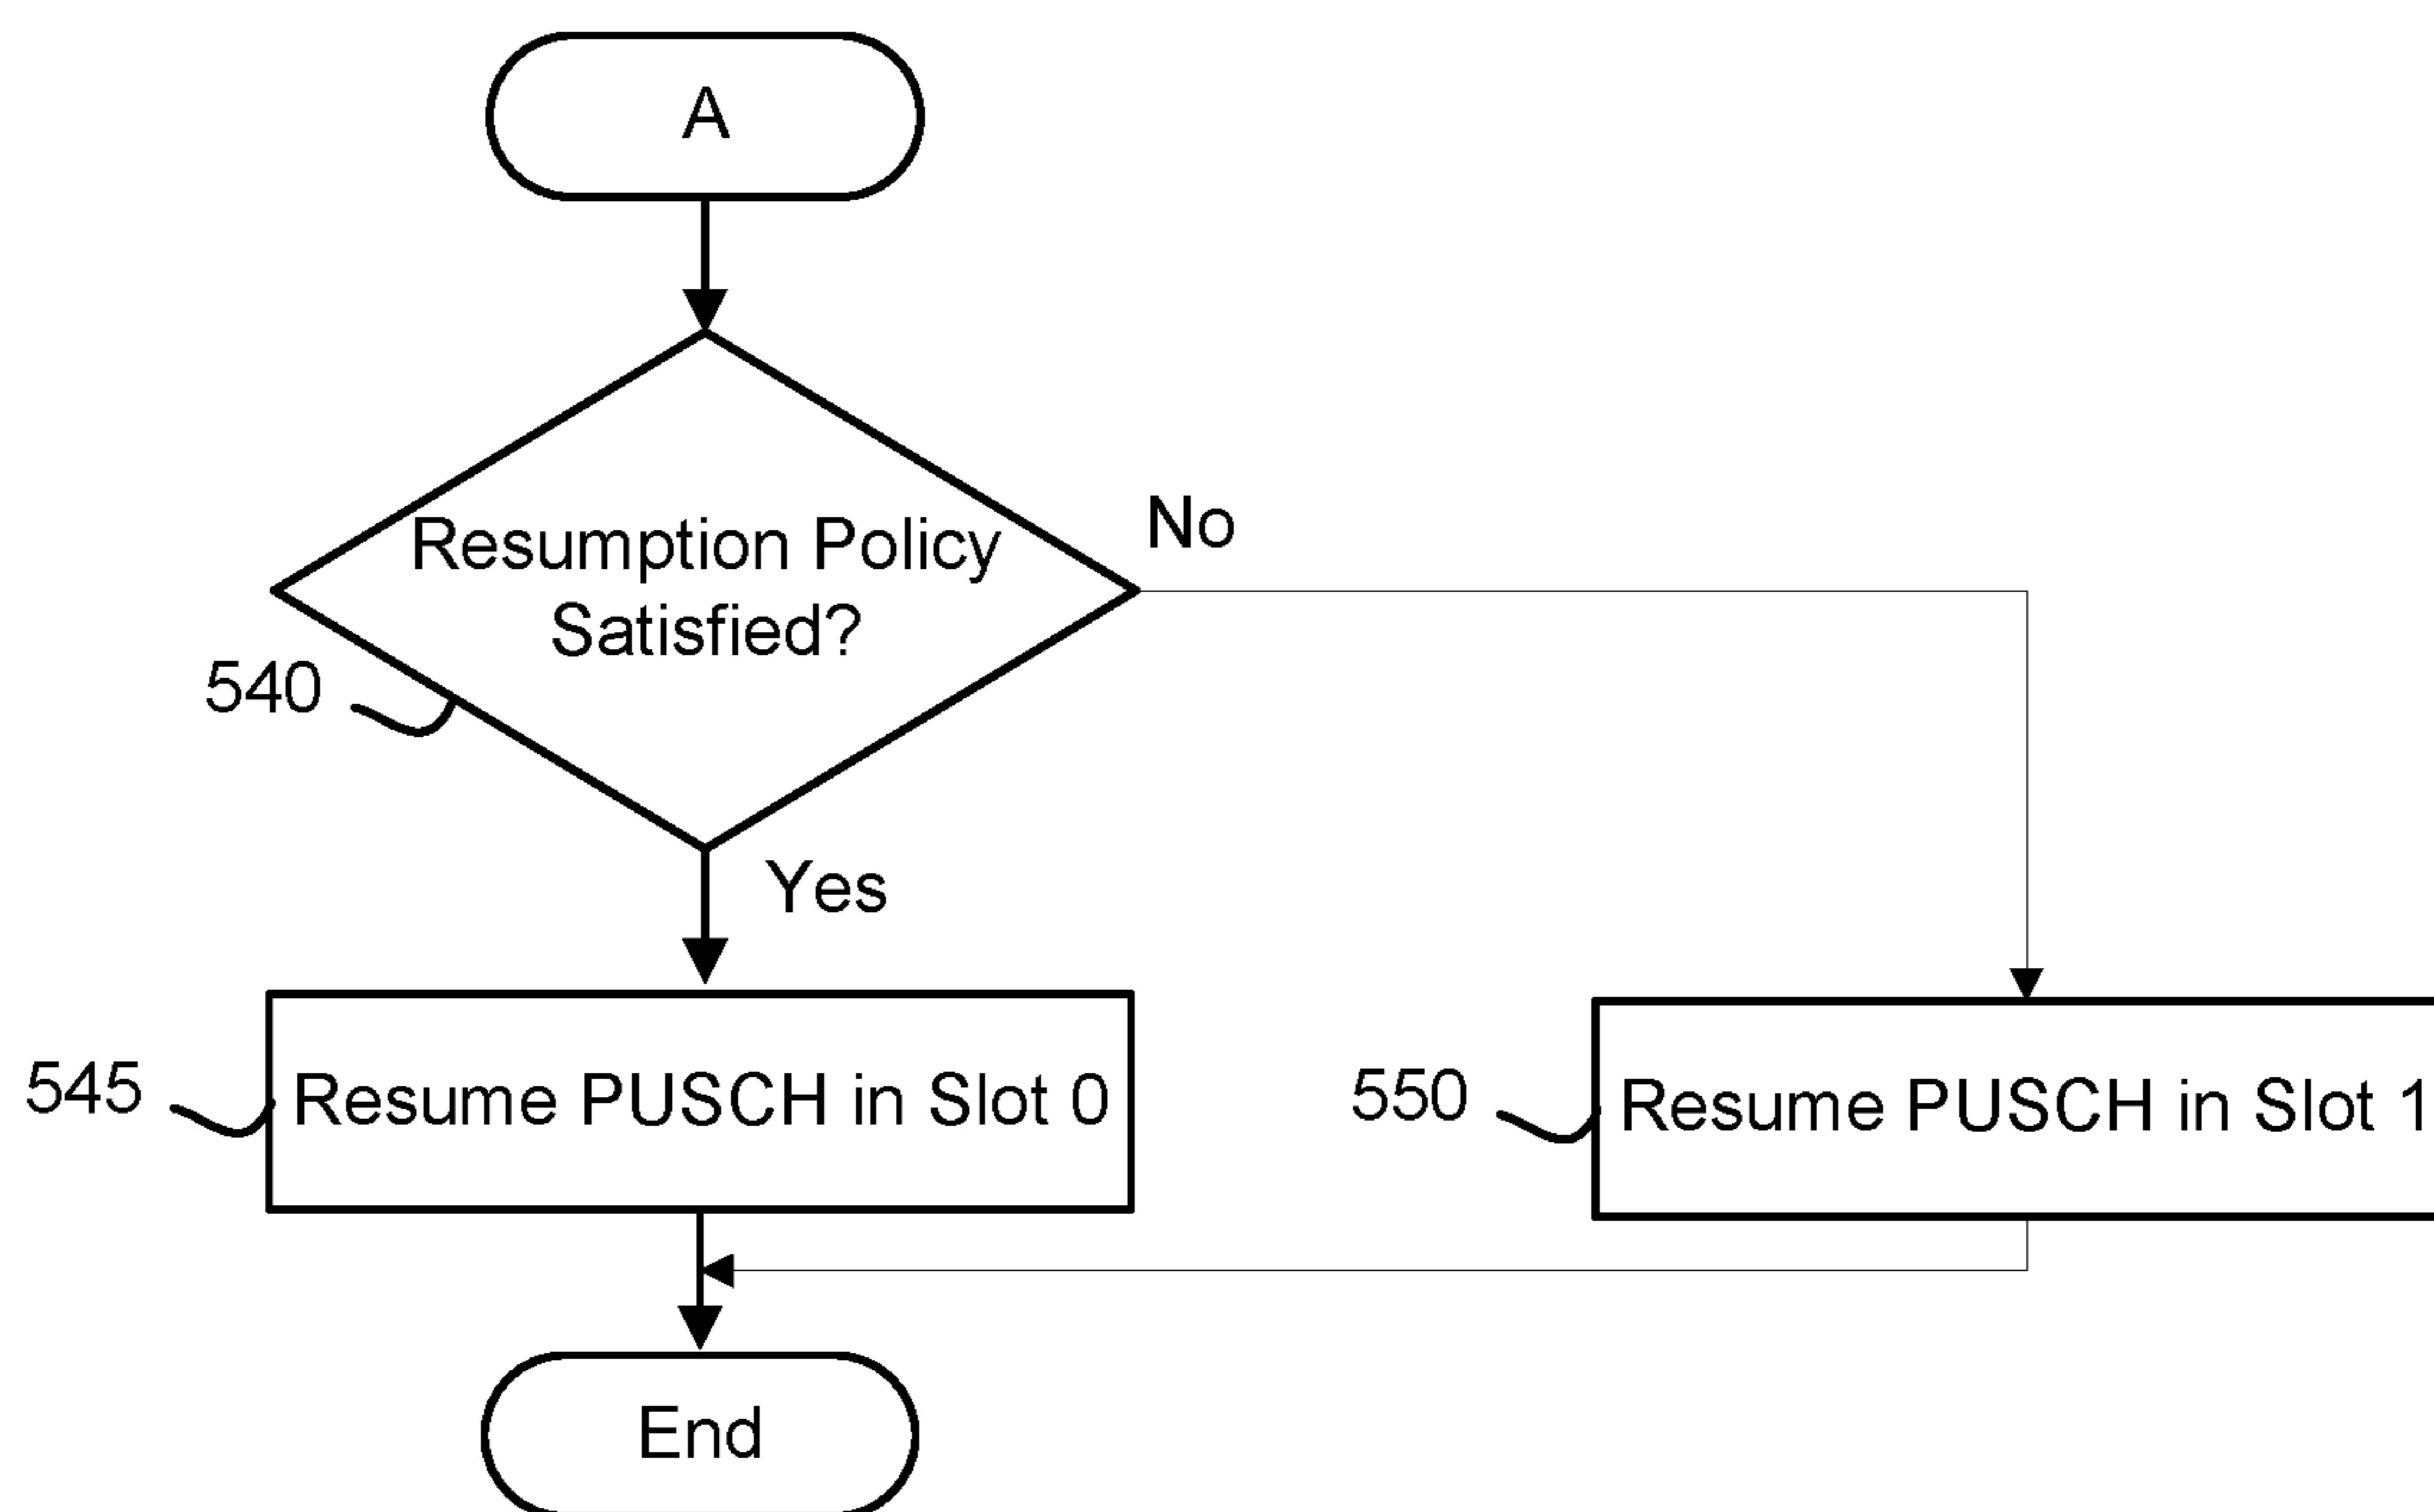 A
Resumption Policy
Satisfied?
No
540
Yes
545
Resume PUSCH in Slot 0
550
Resume PUSCH in Slot 1
End